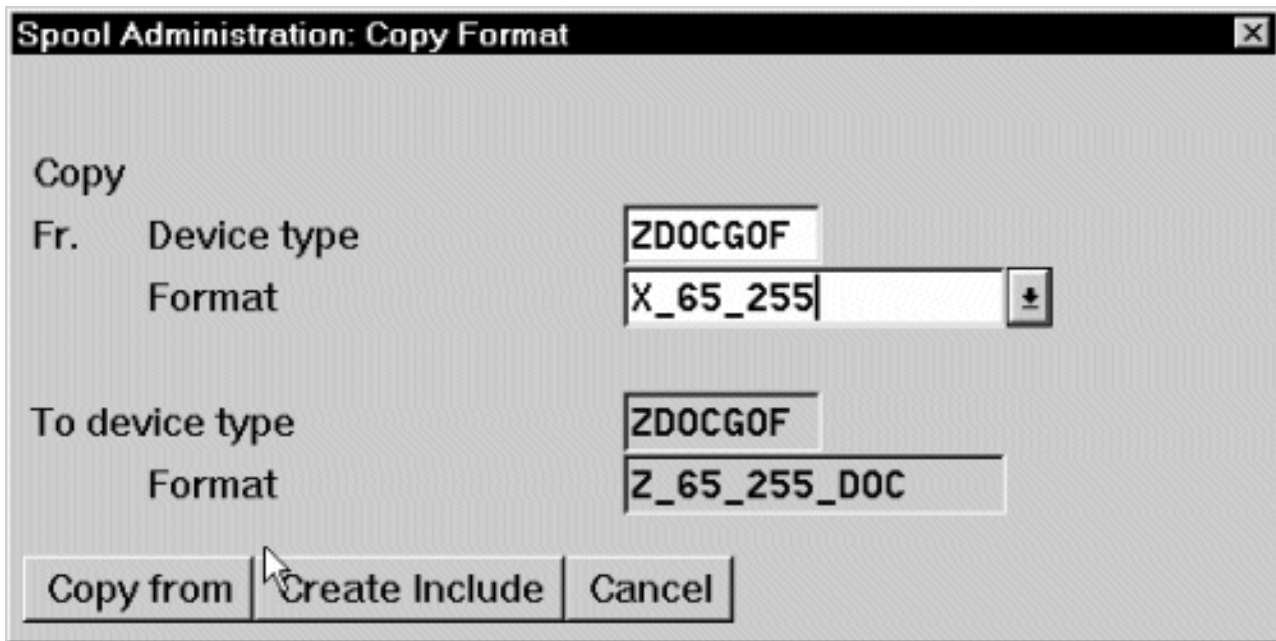 Spool Administration: Copy Format
Copy
Fr. Device type ZDOCGOF
Format X_65_255
To device type ZDOCGOF
Format Z_65_255_DOC
Copy from Create Include Cancel